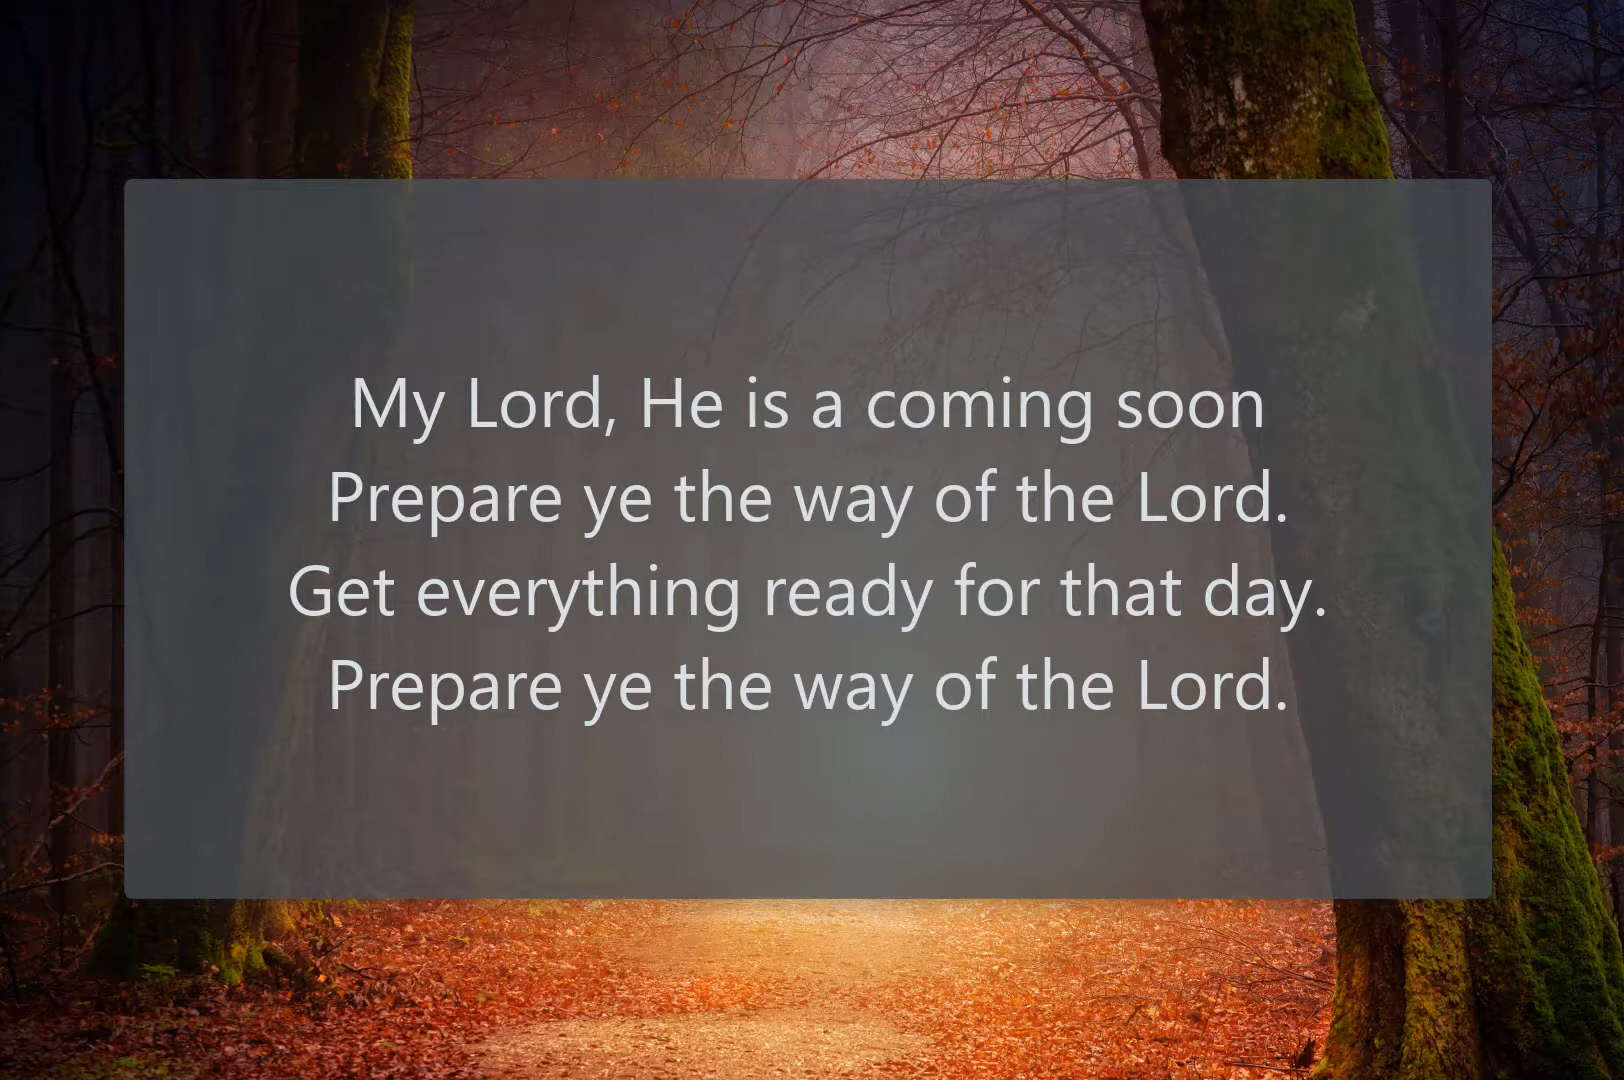 My Lord, He is a coming soon
Prepare ye the way of the Lord.
Get everything ready for that day.
Prepare ye the way of the Lord.